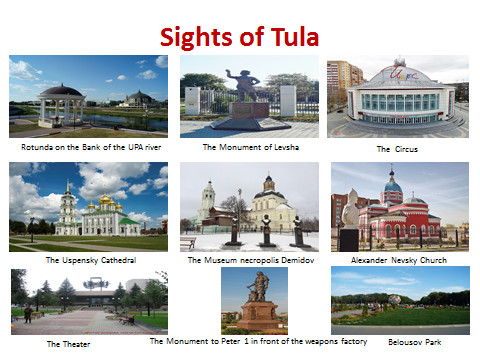 Sights of Tula
Rotunda on the Bank of the UPA river
The Monument of Levsha
The Circus
The Uspensky Cathedral
The Museum necropolis Demidov
Alexander Nevsky Church
The Theater
The Monument to Peter 1 in front of the weapons factory
Belousov Park